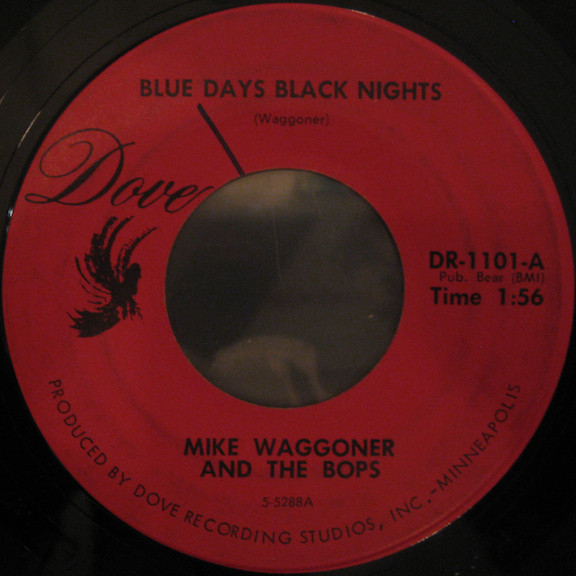 BLUE DAYS BLACK NIGHTS
(Waggoner)
Dove
DR-1101-A
Pub. Bear (BMI)
Time 1:56
MIKE WAGGONER
AND THE BOPS
5-5288A
PRODUCED BY DOVE RECORDING STUDIOS, INC.-MINNEAPOLIS